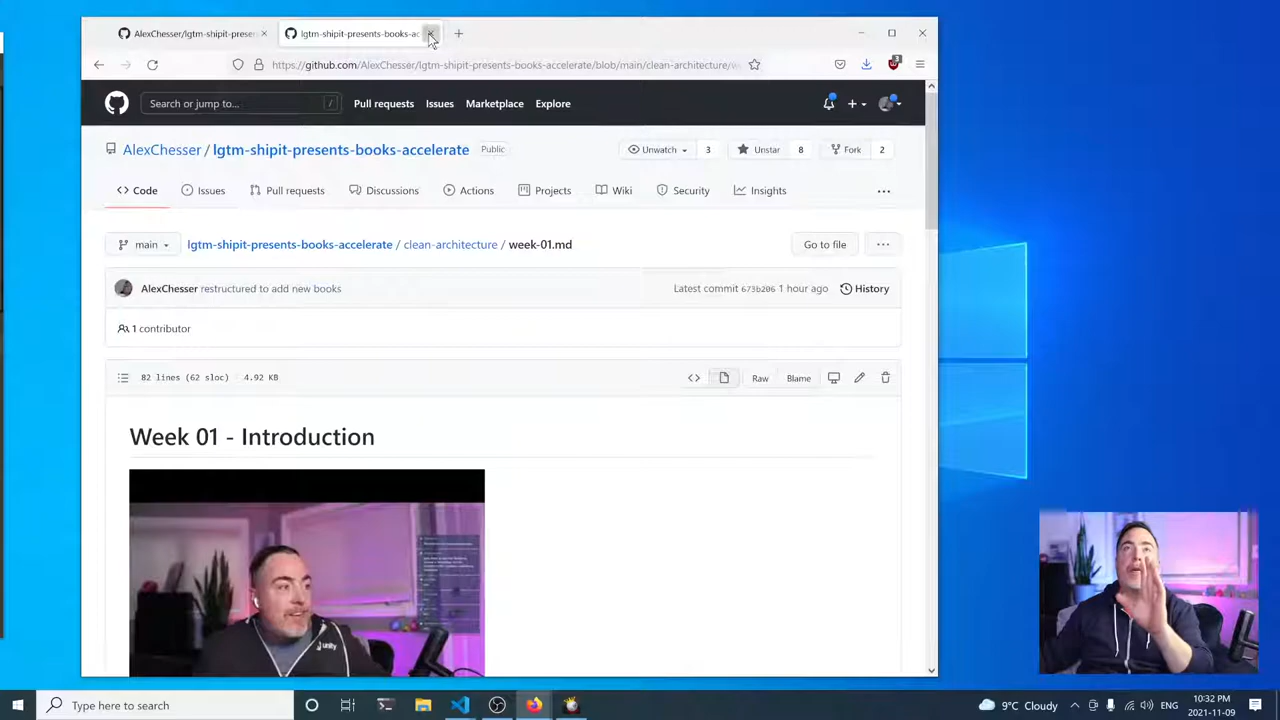 AlexChesser/lgtm-shipit-presen
lgtm-shipit-presents-books-ac
https://github.com/AlexChesser/lgtm-shipit-presents-books-accelerate/blob/main/clean-architecture/w
3
Search or jump to...
/
Pull requests
Issues
Marketplace
Explore
AlexChesser / lgtm-shipit-presents-books-accelerate
Public
Unwatch
3
Unstar
8
Fork
2
Code
Issues
Pull requests
Discussions
Actions
Projects
Wiki
Security
Insights
main
lgtm-shipit-presents-books-accelerate / clean-architecture / week-01.md
Go to file
AlexChesser restructured to add new books
Latest commit 673b206 1 hour ago
History
1 contributor
82 lines (62 sloc)
4.92 KB
Raw
Blame
Week 01 - Introduction
unity
Type here to search
9°C Cloudy
ENG
10:32 PM
2021-11-09